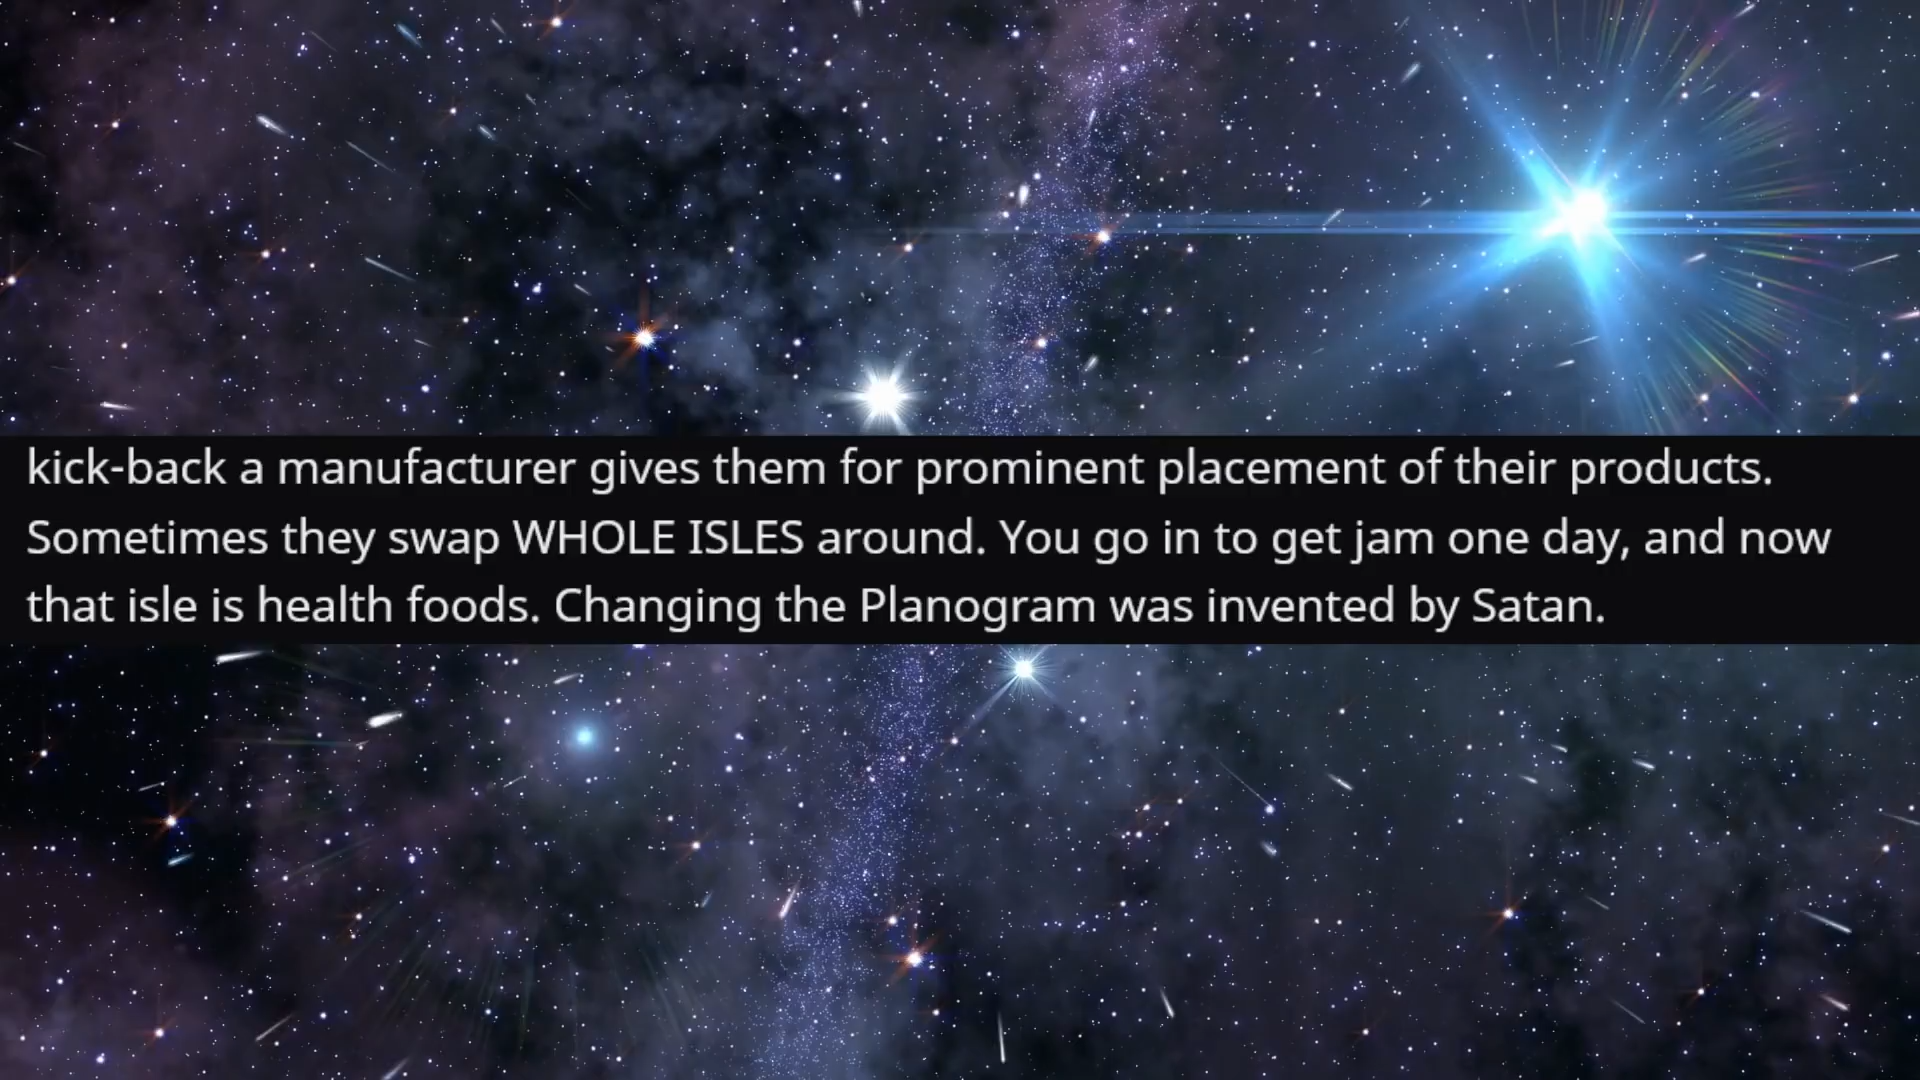 kick-back a manufacturer gives them for prominent placement of their products.
Sometimes they swap WHOLE ISLES around. You go in to get jam one day, and now
that isle is health foods. Changing the Planogram was invented by Satan.